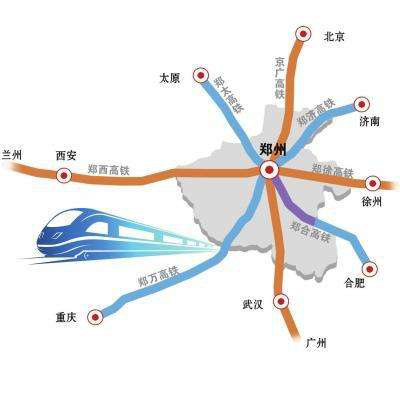 北京
太原
京广高铁
郑太高铁
郑济高铁
济南
兰州
西安
郑州
郑西高铁
郑徐高铁
徐州
郑合高铁
合肥
郑万高铁
重庆
武汉
广州